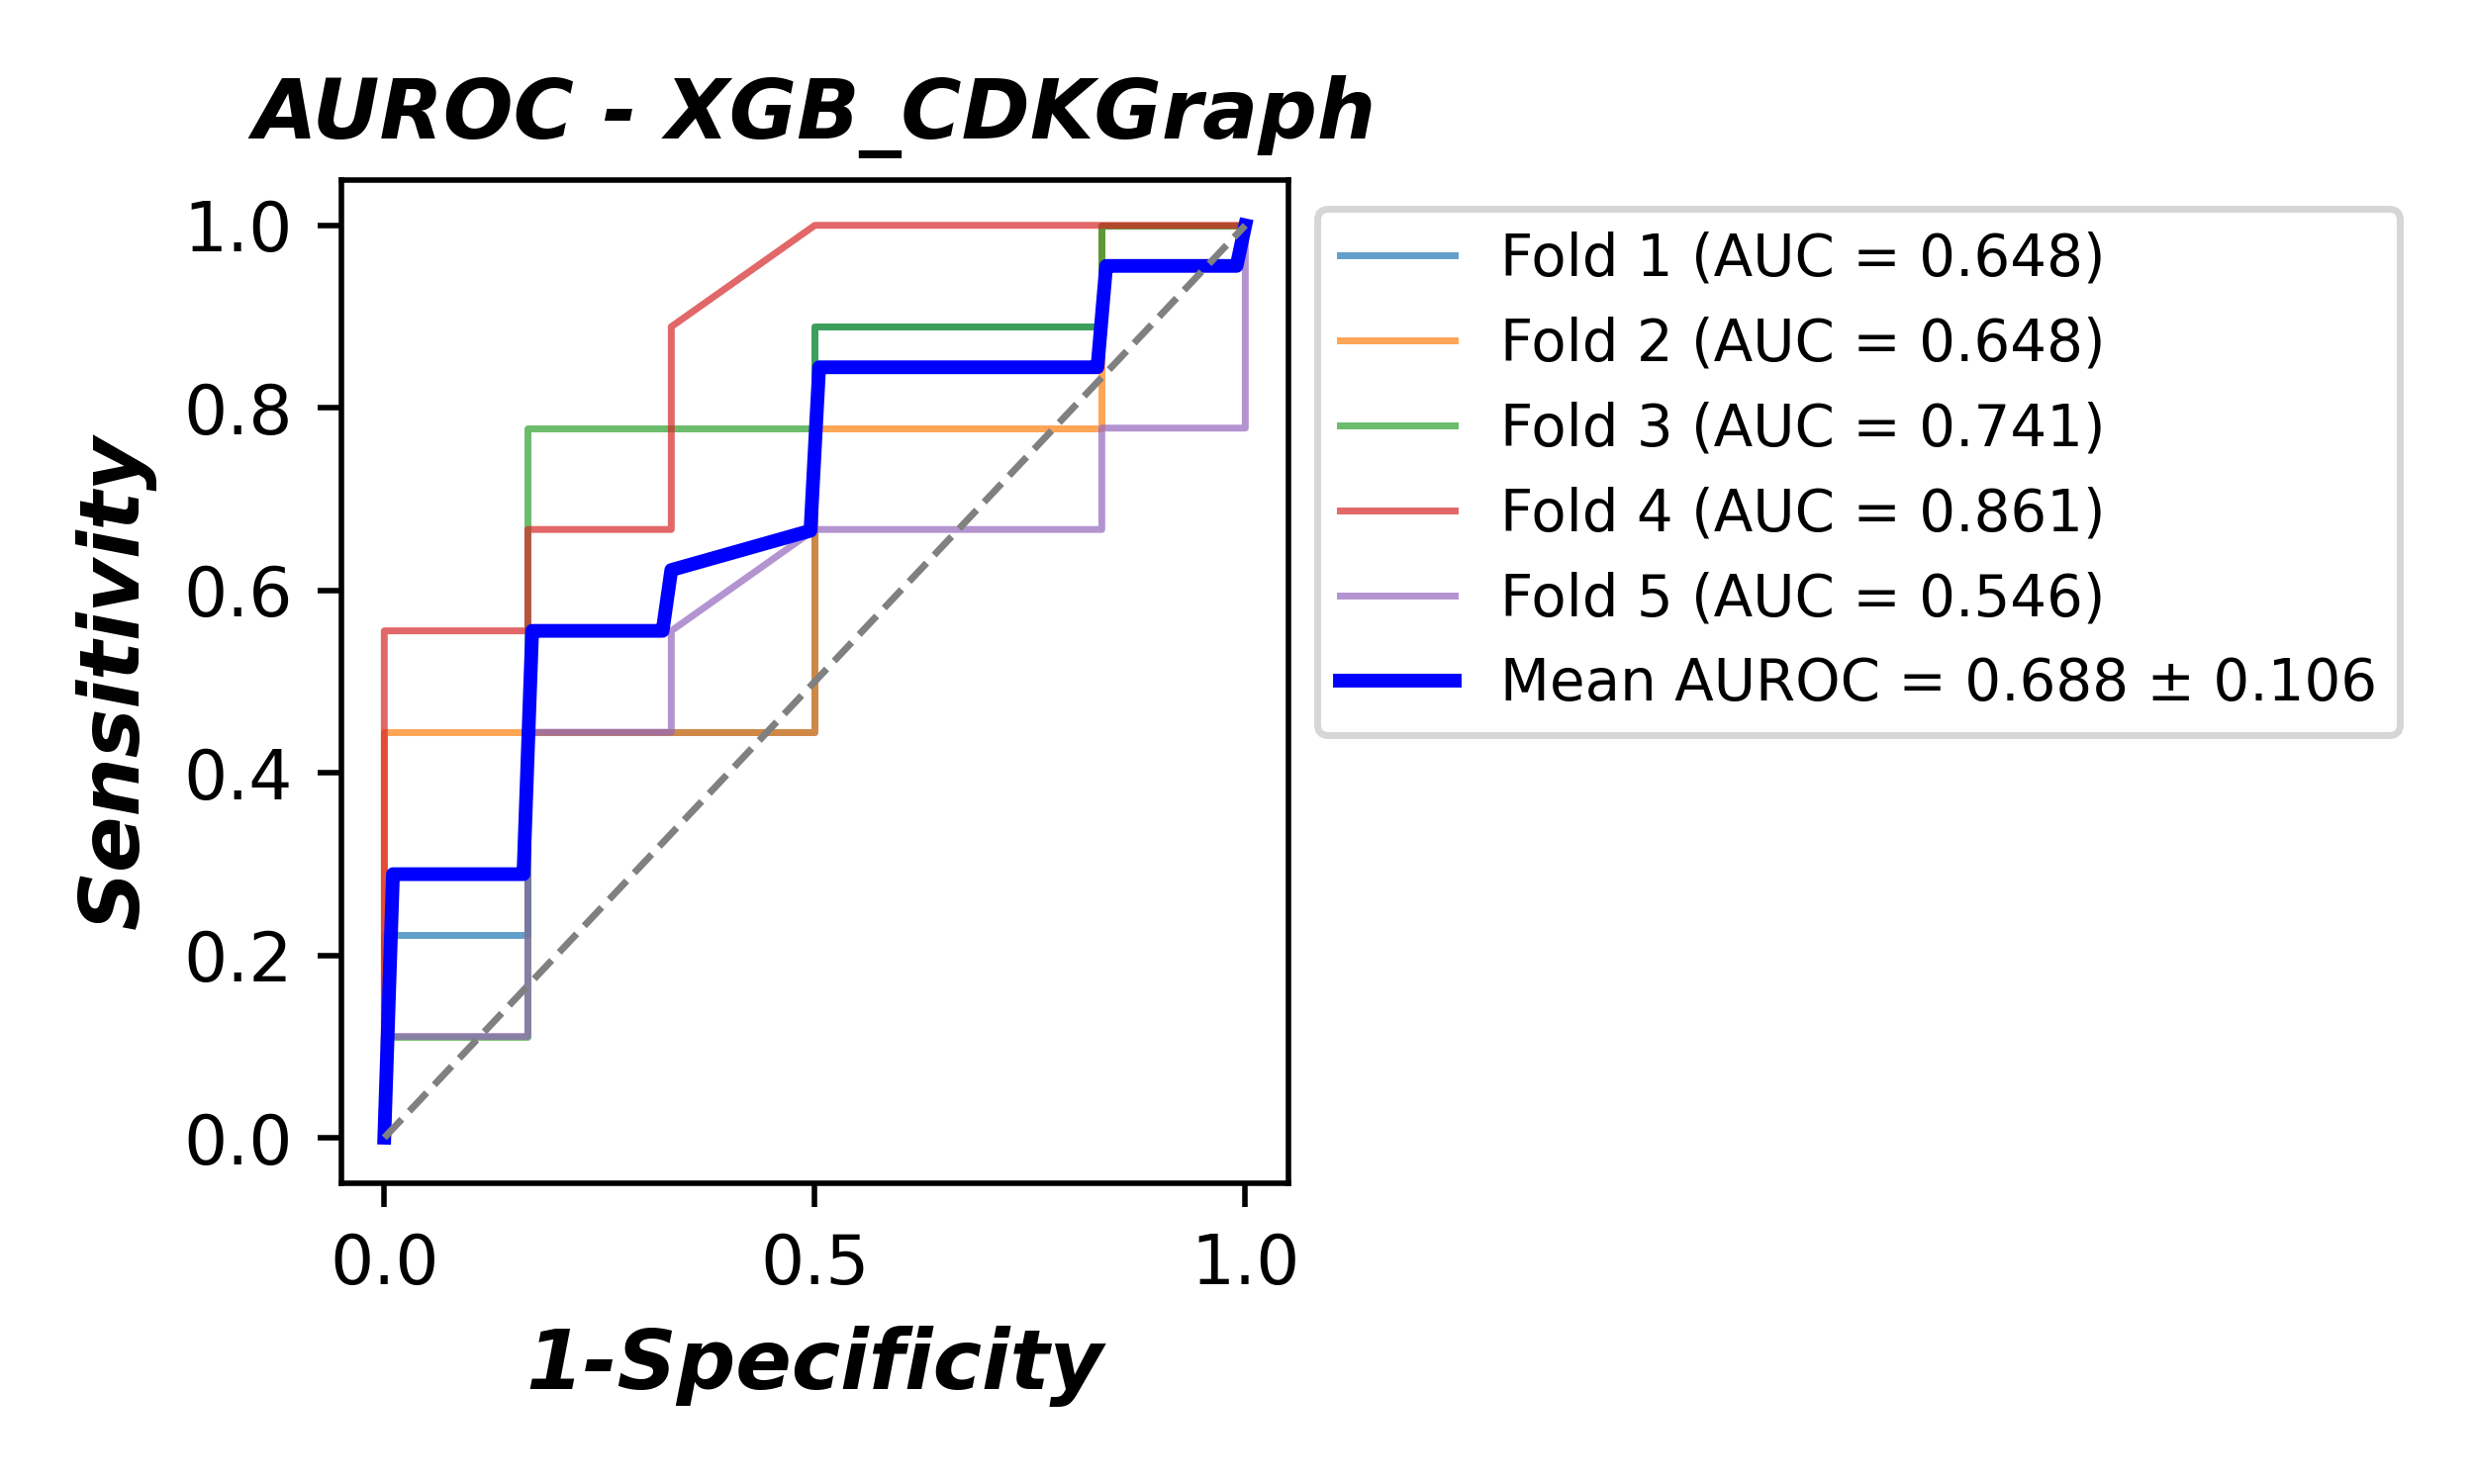 AUROC - XGB_CDKGraph
Sensitivity
1.0
0.8
0.6
0.4
0.2
0.0
0.0 0.5 1.0
1-Specificity
Fold 1 (AUC = 0.648)
Fold 2 (AUC = 0.648)
Fold 3 (AUC = 0.741)
Fold 4 (AUC = 0.861)
Fold 5 (AUC = 0.546)
Mean AUROC = 0.688 ± 0.106